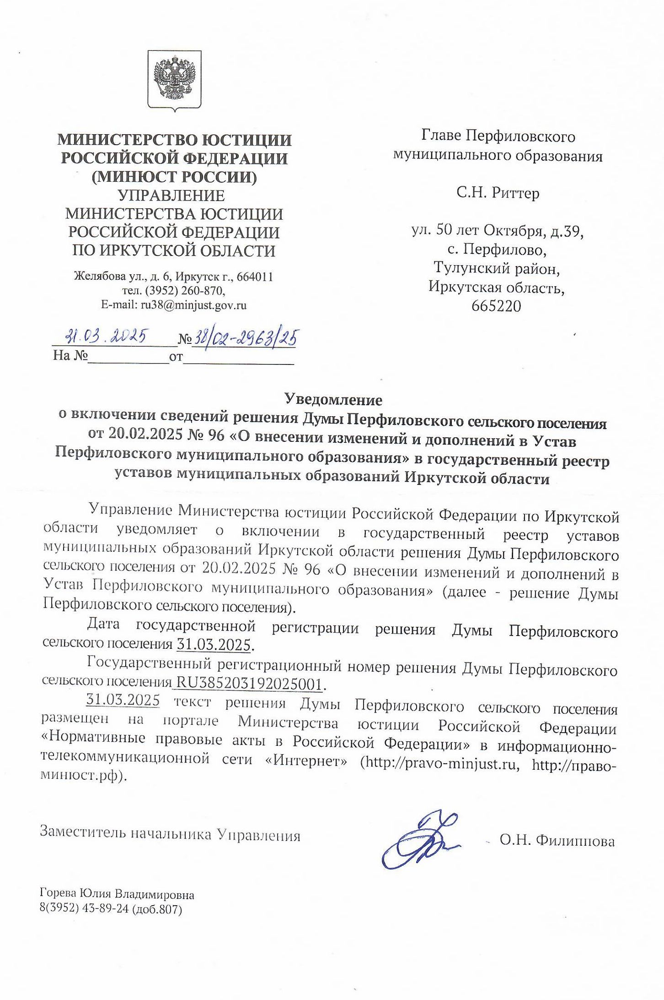 МИНИСТЕРСТВО ЮСТИЦИИ
РОССИЙСКОЙ ФЕДЕРАЦИИ
(МИНЮСТ РОССИИ)
УПРАВЛЕНИЕ
МИНИСТЕРСТВА ЮСТИЦИИ
РОССИЙСКОЙ ФЕДЕРАЦИИ
ПО ИРКУТСКОЙ ОБЛАСТИ
Желябова ул., д. 6, Иркутск г., 664011
тел. (3952) 260-870,
E-mail: ru38@minjust.gov.ru
31.03.2025 № 38/02-2963/25
На №____________от________________
Главе Перфиловского
муниципального образования
С.Н. Риттер
ул. 50 лет Октября, д.39,
с. Перфилово,
Тулунский район,
Иркутская область,
665220
Уведомление
о включении сведений решения Думы Перфиловского сельского поселения
от 20.02.2025 № 96 «О внесении изменений и дополнений в Устав
Перфиловского муниципального образования» в государственный реестр
уставов муниципальных образований Иркутской области
Управление Министерства юстиции Российской Федерации по Иркутской
области уведомляет о включении в государственный реестр уставов
муниципальных образований Иркутской области решения Думы Перфиловского
сельского поселения от 20.02.2025 № 96 «О внесении изменений и дополнений в
Устав Перфиловского муниципального образования» (далее - решение Думы
Перфиловского сельского поселения).
Дата государственной регистрации решения Думы Перфиловского
сельского поселения 31.03.2025.
Государственный регистрационный номер решения Думы Перфиловского
сельского поселения RU385203192025001.
31.03.2025 текст решения Думы Перфиловского сельского поселения
размещен на портале Министерства юстиции Российской Федерации
«Нормативные правовые акты в Российской Федерации» в информационно-
телекоммуникационной сети «Интернет» (http://pravo-minjust.ru, http://право-
минюст.рф).
Заместитель начальника Управления О.Н. Филиппова
Горева Юлия Владимировна
8(3952) 43-89-24 (доб.807)